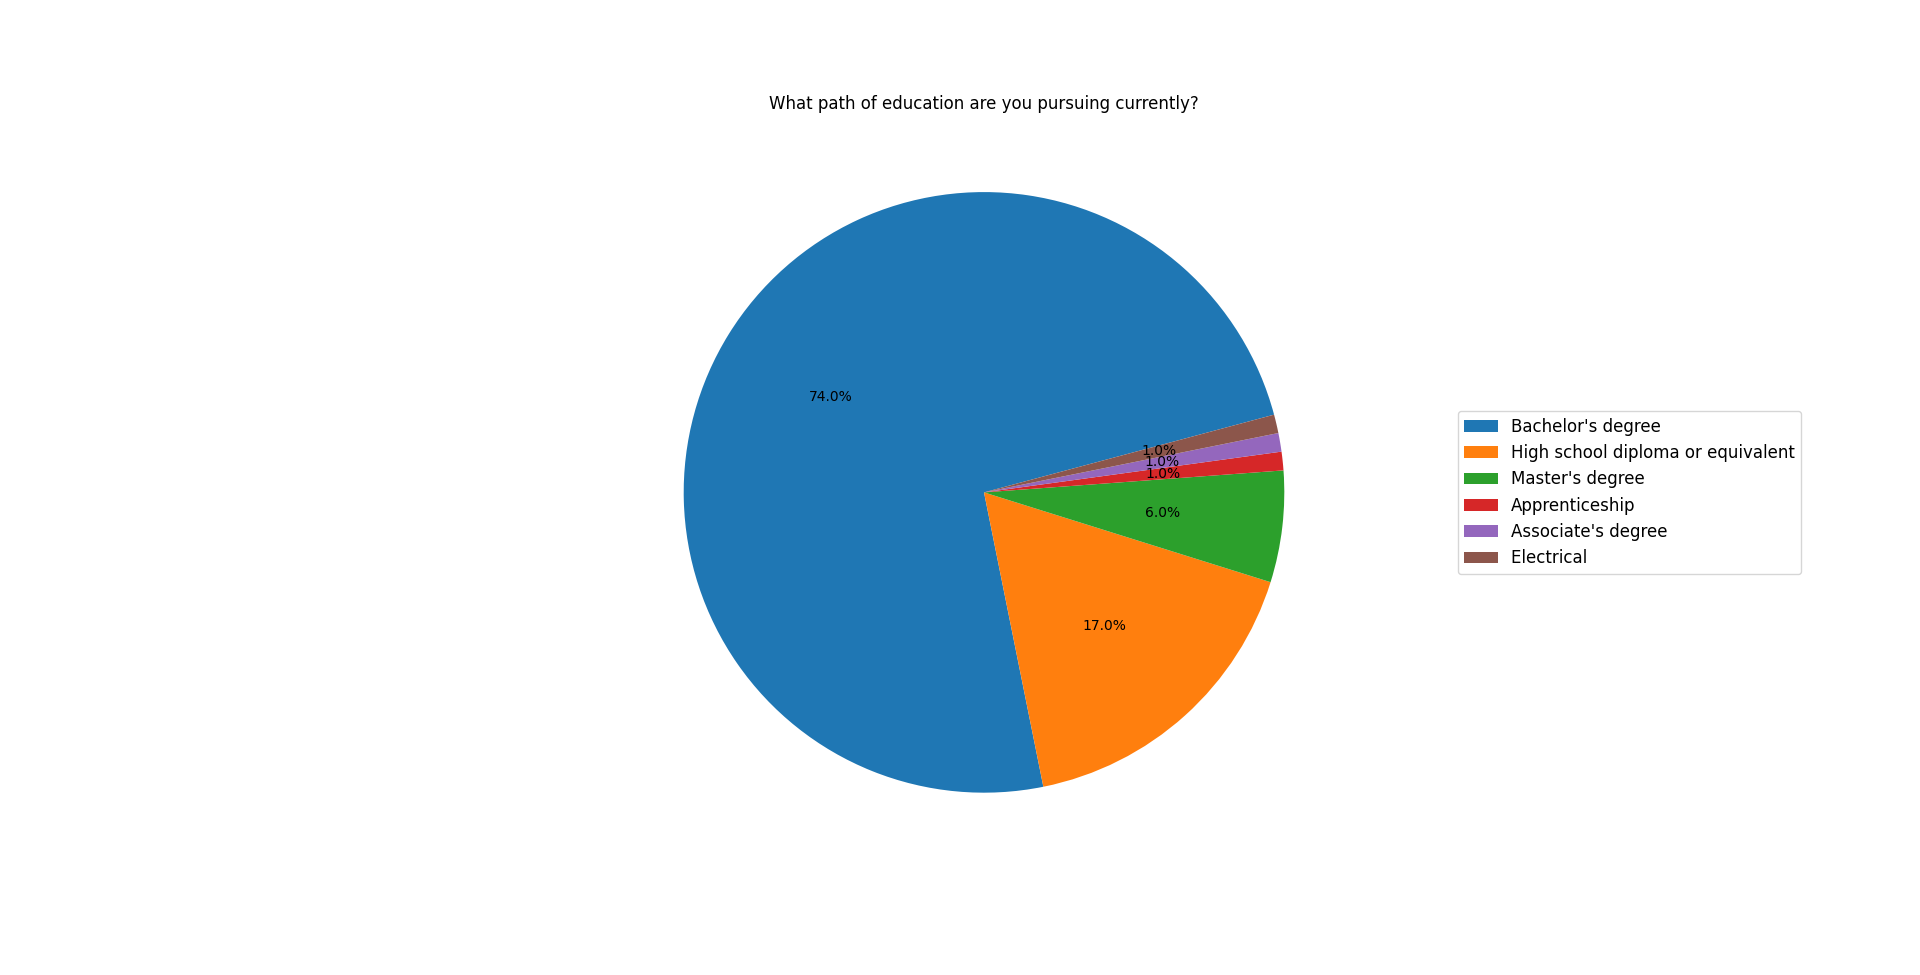 What path of education are you pursuing currently?
74.0%
1.0%
1.0%
1.0%
6.0%
17.0%
Bachelor's degree
High school diploma or equivalent
Master's degree
Apprenticeship
Associate's degree
Electrical